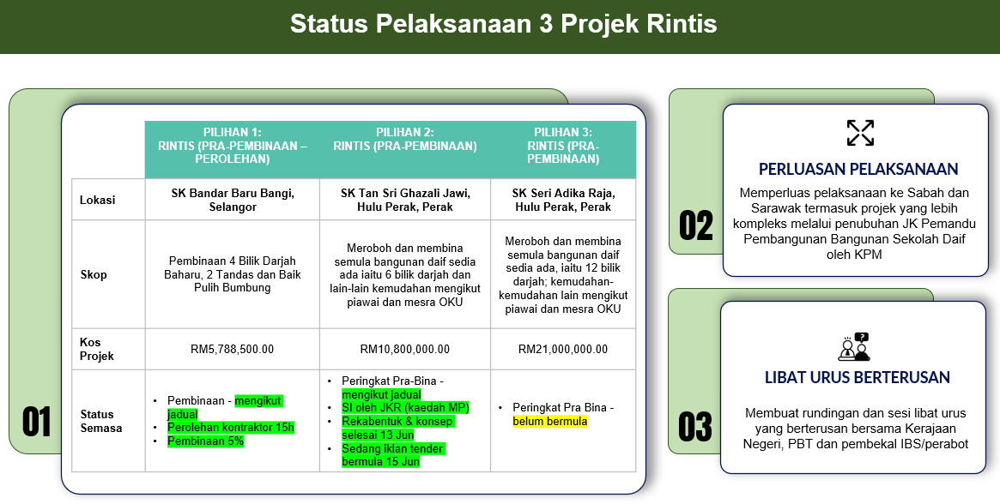 Status Pelaksanaan 3 Projek Rintis
01
PILIHAN 1:
RINTIS (PRA-PEMBINAAN –
PEROLEHAN)
PILIHAN 2:
RINTIS (PRA-PEMBINAAN)
PILIHAN 3:
RINTIS (PRA-
PEMBINAAN)
Lokasi
SK Bandar Baru Bangi,
Selangor
SK Tan Sri Ghazali Jawi,
Hulu Perak, Perak
SK Seri Adika Raja,
Hulu Perak, Perak
Skop
Pembinaan 4 Bilik Darjah
Baharu, 2 Tandas dan Baik
Pulih Bumbung
Meroboh dan membina
semula bangunan daif sedia
ada iaitu 6 bilik darjah dan
lain-lain kemudahan mengikut
piawai dan mesra OKU
Meroboh dan membina
semula bangunan daif
sedia ada, iaitu 12 bilik
darjah; kemudahan-
kemudahan lain mengikut
piawai dan mesra OKU
Kos
Projek
RM5,788,500.00
RM10,800,000.00
RM21,000,000.00
Status
Semasa
• Pembinaan - mengikut
jadual
• Perolehan kontraktor 15h
• Pembinaan 5%
• Peringkat Pra-Bina -
mengikut jadual
• SI oleh JKR (kaedah MP)
• Rekabentuk & konsep
selesai 13 Jun
• Sedang iklan tender
bermula 15 Jun
• Peringkat Pra Bina -
belum bermula
02
PERLUASAN PELAKSANAAN
Memperluas pelaksanaan ke Sabah dan
Sarawak termasuk projek yang lebih
kompleks melalui penubuhan JK Pemandu
Pembangunan Bangunan Sekolah Daif
oleh KPM
03
?
LIBAT URUS BERTERUSAN
Membuat rundingan dan sesi libat urus
yang berterusan bersama Kerajaan
Negeri, PBT dan pembekal IBS/perabot